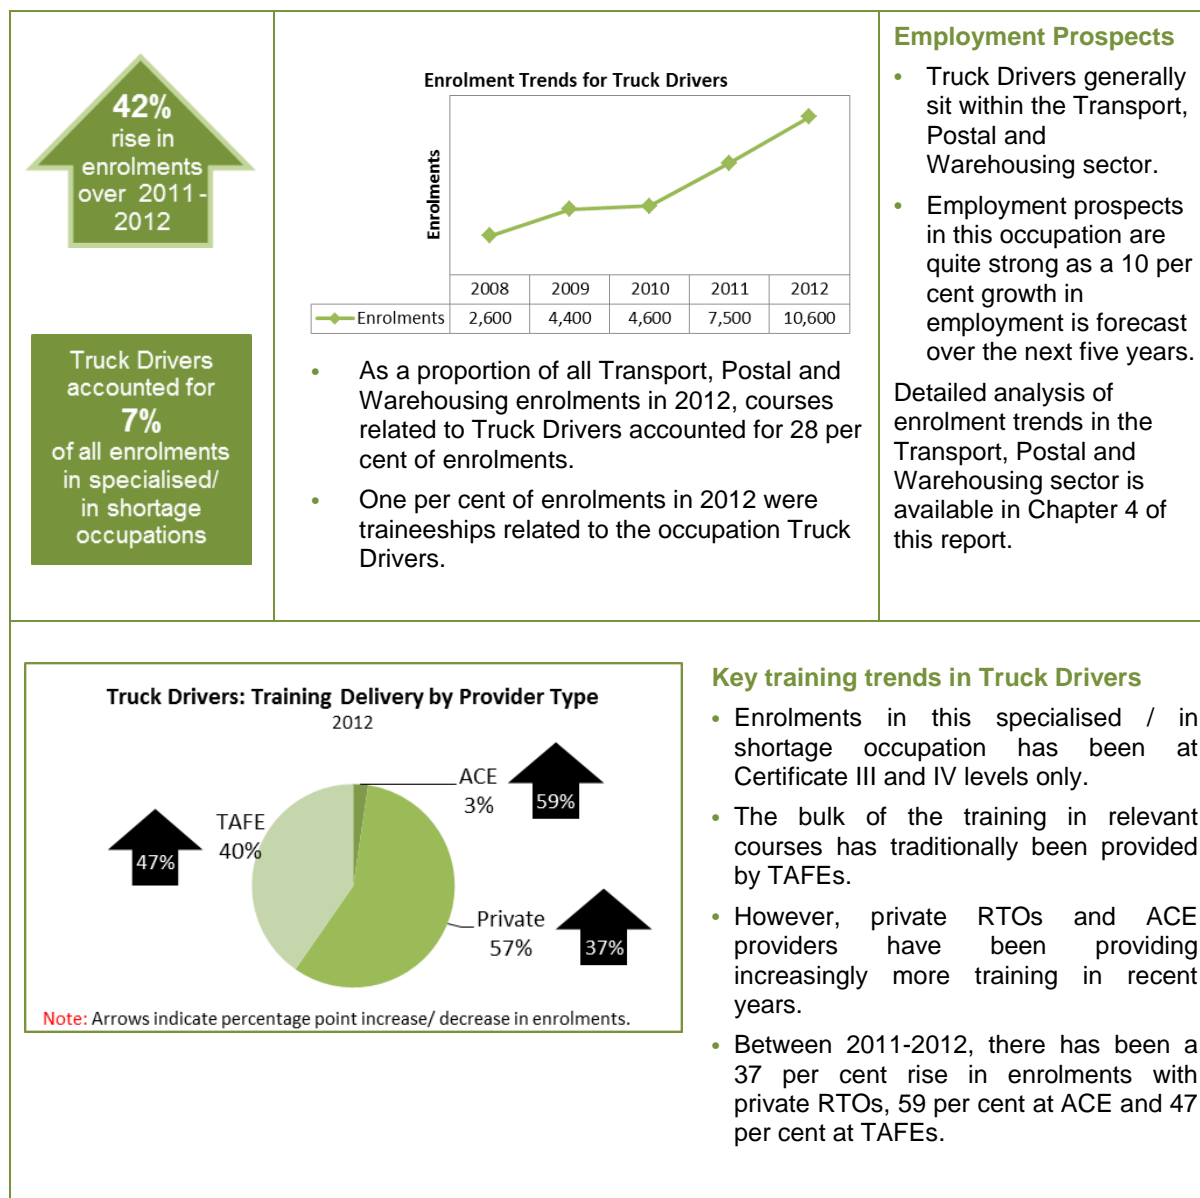 42%
rise in
enrolments
over 2011 -
2012
Truck Drivers
accounted for
7%
of all enrolments
in specialised/
in shortage
occupations
Enrolment Trends for Truck Drivers
Enrolments
2008 2009 2010 2011 2012
Enrolments 2,600 4,400 4,600 7,500 10,600
• As a proportion of all Transport, Postal and
Warehousing enrolments in 2012, courses
related to Truck Drivers accounted for 28 per
cent of enrolments.
• One per cent of enrolments in 2012 were
traineeships related to the occupation Truck
Drivers.
Employment Prospects
• Truck Drivers generally
sit within the Transport,
Postal and
Warehousing sector.
• Employment prospects
in this occupation are
quite strong as a 10 per
cent growth in
employment is forecast
over the next five years.
Detailed analysis of
enrolment trends in the
Transport, Postal and
Warehousing sector is
available in Chapter 4 of
this report.
Truck Drivers: Training Delivery by Provider Type
2012
ACE
3%
59%
TAFE
40%
47%
Private
57%
37%
Note: Arrows indicate percentage point increase/ decrease in enrolments.
Key training trends in Truck Drivers
• Enrolments in this specialised / in
shortage occupation has been at
Certificate III and IV levels only.
• The bulk of the training in relevant
courses has traditionally been provided
by TAFEs.
• However, private RTOs and ACE
providers have been providing
increasingly more training in recent
years.
• Between 2011-2012, there has been a
37 per cent rise in enrolments with
private RTOs, 59 per cent at ACE and 47
per cent at TAFEs.